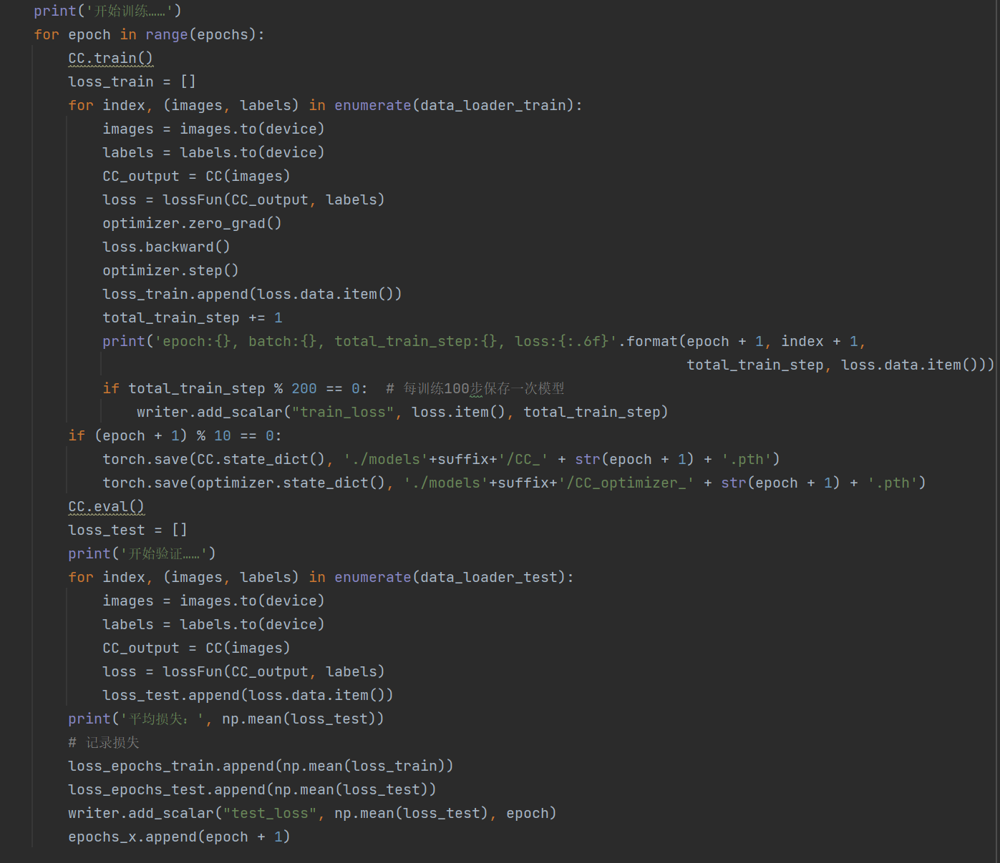 print('开始训练……')
for epoch in range(epochs):
    CC.train()
    loss_train = []
    for index, (images, labels) in enumerate(data_loader_train):
        images = images.to(device)
        labels = labels.to(device)
        CC_output = CC(images)
        loss = lossFun(CC_output, labels)
        optimizer.zero_grad()
        loss.backward()
        optimizer.step()
        loss_train.append(loss.data.item())
        total_train_step += 1
        print('epoch:{}, batch:{}, total_train_step:{}, loss:{:.6f}'.format(epoch + 1, index + 1,
                                                                            total_train_step, loss.data.item()))
        if total_train_step % 200 == 0:  # 每训练100步保存一次模型
            writer.add_scalar("train_loss", loss.item(), total_train_step)
    if (epoch + 1) % 10 == 0:
        torch.save(CC.state_dict(), './models'+suffix+'/CC_' + str(epoch + 1) + '.pth')
        torch.save(optimizer.state_dict(), './models'+suffix+'/CC_optimizer_' + str(epoch + 1) + '.pth')
    CC.eval()
    loss_test = []
    print('开始验证……')
    for index, (images, labels) in enumerate(data_loader_test):
        images = images.to(device)
        labels = labels.to(device)
        CC_output = CC(images)
        loss = lossFun(CC_output, labels)
        loss_test.append(loss.data.item())
    print('平均损失：', np.mean(loss_test))
    # 记录损失
    loss_epochs_train.append(np.mean(loss_train))
    loss_epochs_test.append(np.mean(loss_test))
    writer.add_scalar("test_loss", np.mean(loss_test), epoch)
    epochs_x.append(epoch + 1)